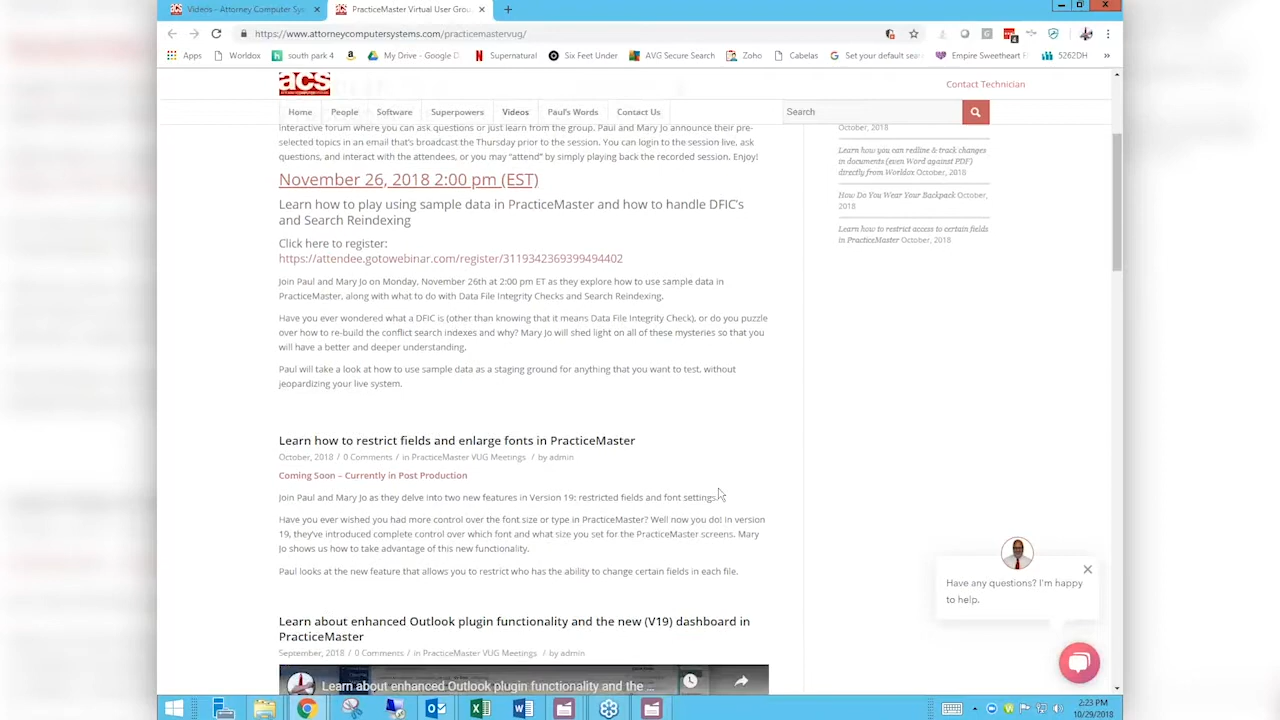 Videos – Attorney Computer Sys
PracticeMaster Virtual User Grou
https://www.attorneycomputersystems.com/practicemastervug/
Apps
Worldox
south park 4
My Drive – Google D
Supernatural
Six Feet Under
AVG Secure Search
Zoho
Cabelas
Set your default sear
Empire Sweetheart F
5262DH
acs
Contact Technician
Home
People
Software
Superpowers
Videos
Paul's Words
Contact Us
Search
interactive forum where you can ask questions or just learn from the group. Paul and Mary Jo announce their pre-
selected topics in an email that's broadcast the Thursday prior to the session. You can login to the session live, ask
questions, and interact with the attendees, or you may "attend" by simply playing back the recorded session. Enjoy!
November 26, 2018 2:00 pm (EST)
Learn how to play using sample data in PracticeMaster and how to handle DFIC's
and Search Reindexing
Click here to register:
https://attendee.gotowebinar.com/register/3119342369399494402
Join Paul and Mary Jo on Monday, November 26th at 2:00 pm ET as they explore how to use sample data in
PracticeMaster, along with what to do with Data File Integrity Checks and Search Reindexing.
Have you ever wondered what a DFIC is (other than knowing that it means Data File Integrity Check), or do you puzzle
over how to re-build the conflict search indexes and why? Mary Jo will shed light on all of these mysteries so that you
will have a better and deeper understanding.
Paul will take a look at how to use sample data as a staging ground for anything that you want to test, without
jeopardizing your live system.
Learn how to restrict fields and enlarge fonts in PracticeMaster
October, 2018 / 0 Comments / in PracticeMaster VUG Meetings / by admin
Coming Soon – Currently in Post Production
Join Paul and Mary Jo as they delve into two new features in Version 19: restricted fields and font settings.
Have you ever wished you had more control over the font size or type in PracticeMaster? Well now you do! In version
19, they've introduced complete control over which font and what size you set for the PracticeMaster screens. Mary
Jo shows us how to take advantage of this new functionality.
Paul looks at the new feature that allows you to restrict who has the ability to change certain fields in each file.
Learn about enhanced Outlook plugin functionality and the new (V19) dashboard in
PracticeMaster
September, 2018 / 0 Comments / in PracticeMaster VUG Meetings / by admin
Learn about enhanced Outlook plugin functionality and the ...
October, 2018
Learn how you can redline & track changes
in documents (even Word against PDF)
directly from Worldox October, 2018
How Do You Wear Your Backpack October,
2018
Learn how to restrict access to certain fields
in PracticeMaster October, 2018
Have any questions? I'm happy
to help.
2:23 PM
10/29/2018